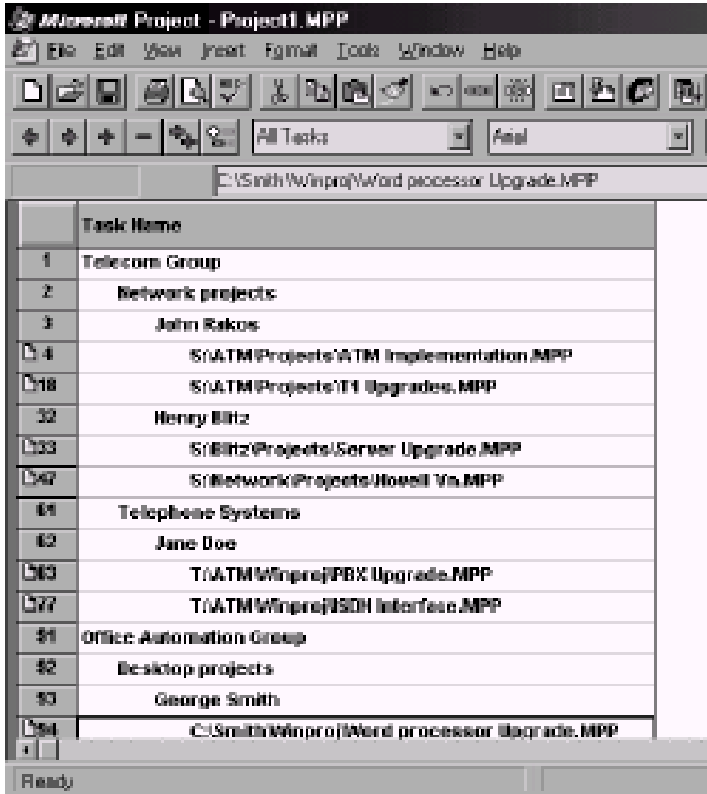 Microsoft Project - Project1.MPP
File Edit View Insert Format Tools Window Help
All Tasks Arial
C:\Smith\Winproj\Word processor Upgrade.MPP
Task Name
1 Telecom Group
2 Network projects
3 John Rakos
4 S:\ATM\Projects\ATM Implementation.MPP
18 S:\ATM\Projects\T1 Upgrades.MPP
32 Henry Blitz
33 S:\Blitz\Projects\Server Upgrade.MPP
47 S:\Network\Projects\Novell Vn.MPP
61 Telephone Systems
62 Jane Doe
63 T:\ATM\Winproj\PBX Upgrade.MPP
77 T:\ATM\Winproj\ISDN Interfase.MPP
91 Office Automation Group
92 Desktop projects
93 George Smith
94 C:\Smith\Winproj\Word processor Upgrade.MPP
Ready